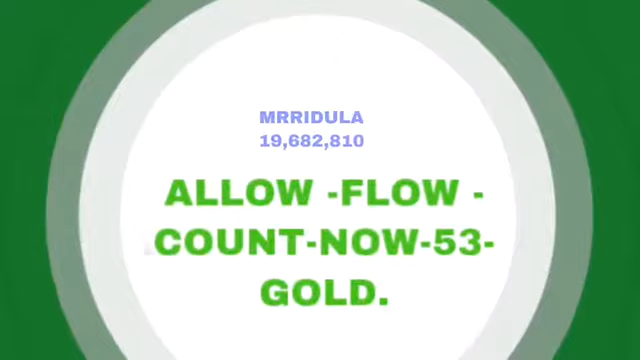 MRRIDULA
19,682,810
ALLOW -FLOW -
COUNT-NOW-53-
GOLD.